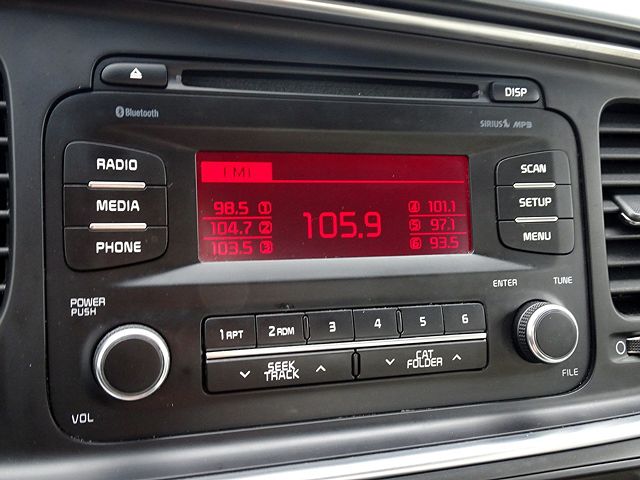 DISP
Bluetooth
SIRIUS MP3
RADIO
MEDIA
PHONE
FM1
98.5 1
104.7 2
103.5 3
105.9
4 101.1
5 97.1
6 93.5
SCAN
SETUP
MENU
POWER
PUSH
VOL
1 RPT
2 RDM
3
4
5
6
SEEK
TRACK
CAT
FOLDER
ENTER
TUNE
FILE